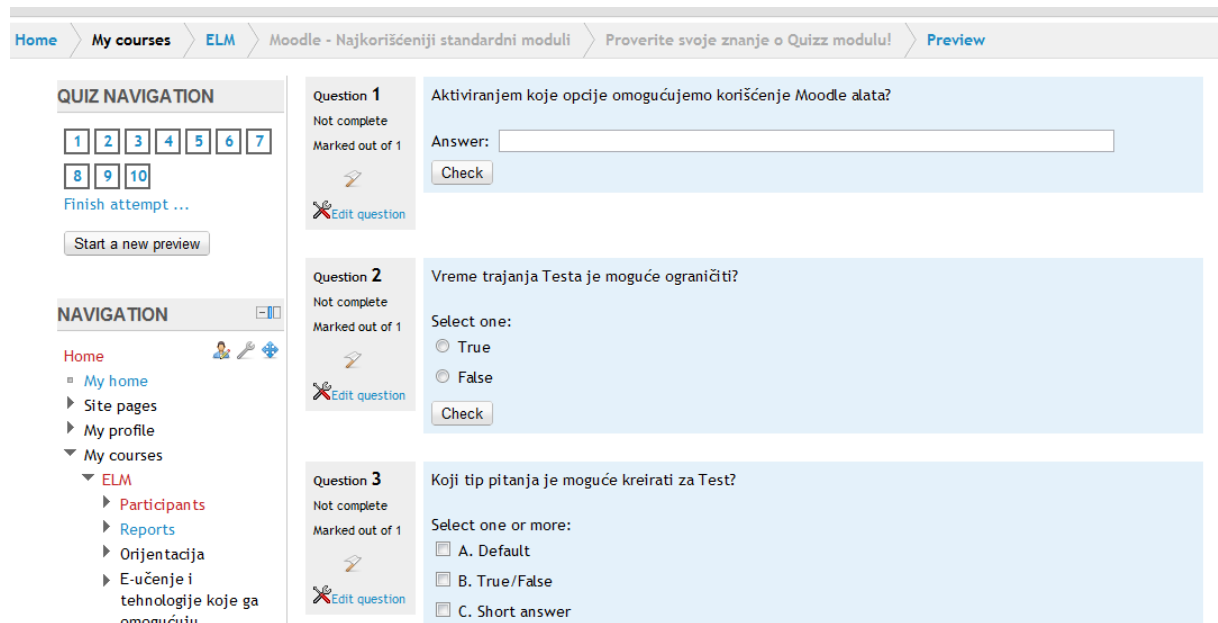 Home My courses ELM Moodle - Najkorišćeniji standardni moduli Proverite svoje znanje o Quizz modulu! Preview
QUIZ NAVIGATION
1 2 3 4 5 6 7
8 9 10
Finish attempt ...
Start a new preview
NAVIGATION
Home
My home
Site pages
My profile
My courses
ELM
Participants
Reports
Orijentacija
E-učenje i
tehnologije koje ga
omogućuju
Question 1
Not complete
Marked out of 1
Edit question
Aktiviranjem koje opcije omogućujemo korišćenje Moodle alata?
Answer:
Check
Question 2
Not complete
Marked out of 1
Edit question
Vreme trajanja Testa je moguće ograničiti?
Select one:
True
False
Check
Question 3
Not complete
Marked out of 1
Edit question
Koji tip pitanja je moguće kreirati za Test?
Select one or more:
A. Default
B. True/False
C. Short answer